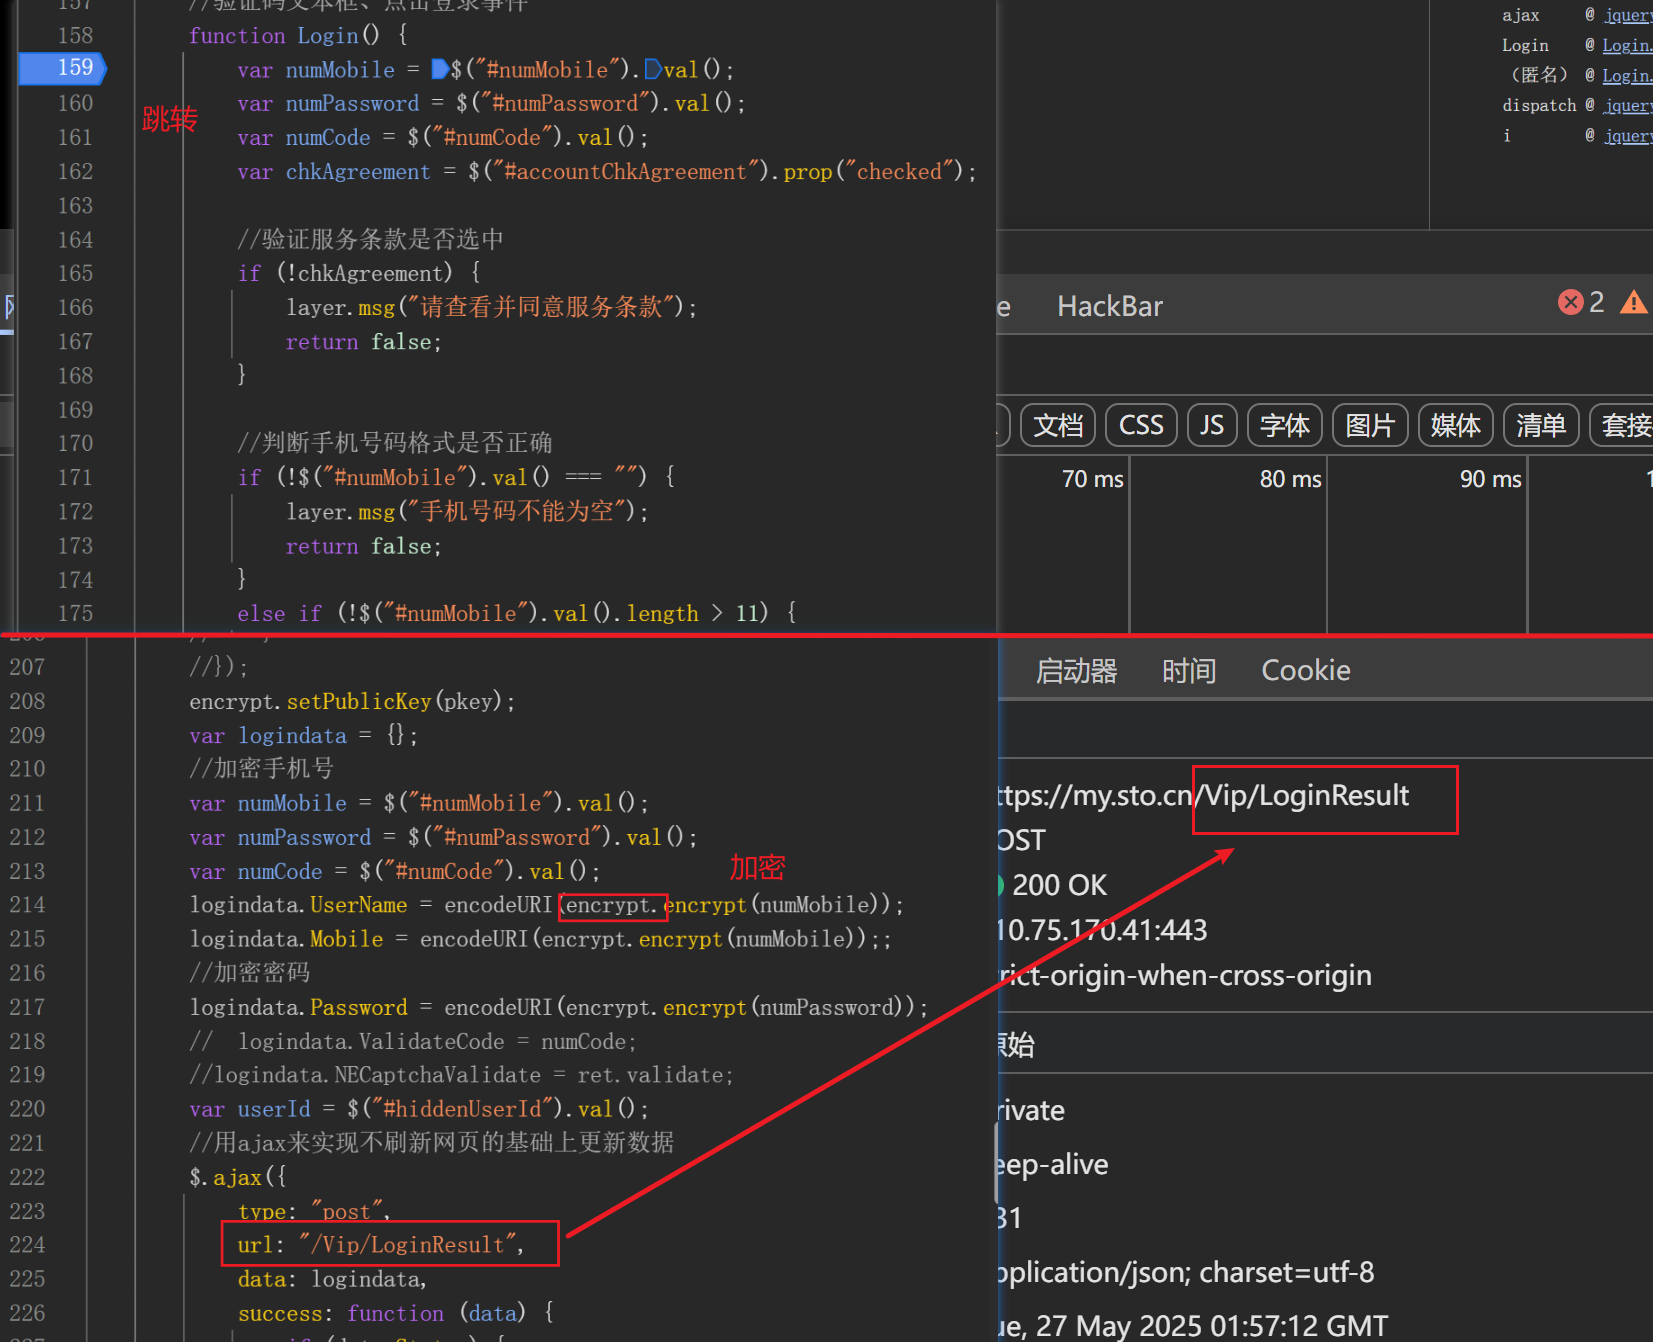 157 //验证码文本框、点击登录事件
158 function Login() {
159 var numMobile = $("#numMobile").val();
160 var numPassword = $("#numPassword").val();
跳转
161 var numCode = $("#numCode").val();
162 var chkAgreement = $("#accountChkAgreement").prop("checked");
163
164 //验证服务条款是否选中
165 if (!chkAgreement) {
166 layer.msg("请查看并同意服务条款");
167 return false;
168 }
169
170 //判断手机号码格式是否正确
171 if (!$("#numMobile").val() === "") {
172 layer.msg("手机号码不能为空");
173 return false;
174 }
175 else if (!$("#numMobile").val().length > 11) {
ajax @ jquery
Login @ Login.
（匿名） @ Login.
dispatch @ jquery
i @ jquery
e HackBar 2
文档 CSS JS 字体 图片 媒体 清单 套接
70 ms 80 ms 90 ms 1
207 //});
208 encrypt.setPublicKey(pkey);
209 var logindata = {};
210 //加密手机号
211 var numMobile = $("#numMobile").val();
212 var numPassword = $("#numPassword").val();
213 var numCode = $("#numCode").val();
加密
214 logindata.UserName = encodeURI(encrypt.encrypt(numMobile));
215 logindata.Mobile = encodeURI(encrypt.encrypt(numMobile));;
216 //加密密码
217 logindata.Password = encodeURI(encrypt.encrypt(numPassword));
218 // logindata.ValidateCode = numCode;
219 //logindata.NECaptchaValidate = ret.validate;
220 var userId = $("#hiddenUserId").val();
221 //用ajax来实现不刷新网页的基础上更新数据
222 $.ajax({
223 type: "post",
224 url: "/Vip/LoginResult",
225 data: logindata,
226 success: function (data) {
启动器 时间 Cookie
ttps://my.sto.cn/Vip/LoginResult
OST
200 OK
10.75.170.41:443
rict-origin-when-cross-origin
原始
rivate
eep-alive
31
pplication/json; charset=utf-8
ue, 27 May 2025 01:57:12 GMT